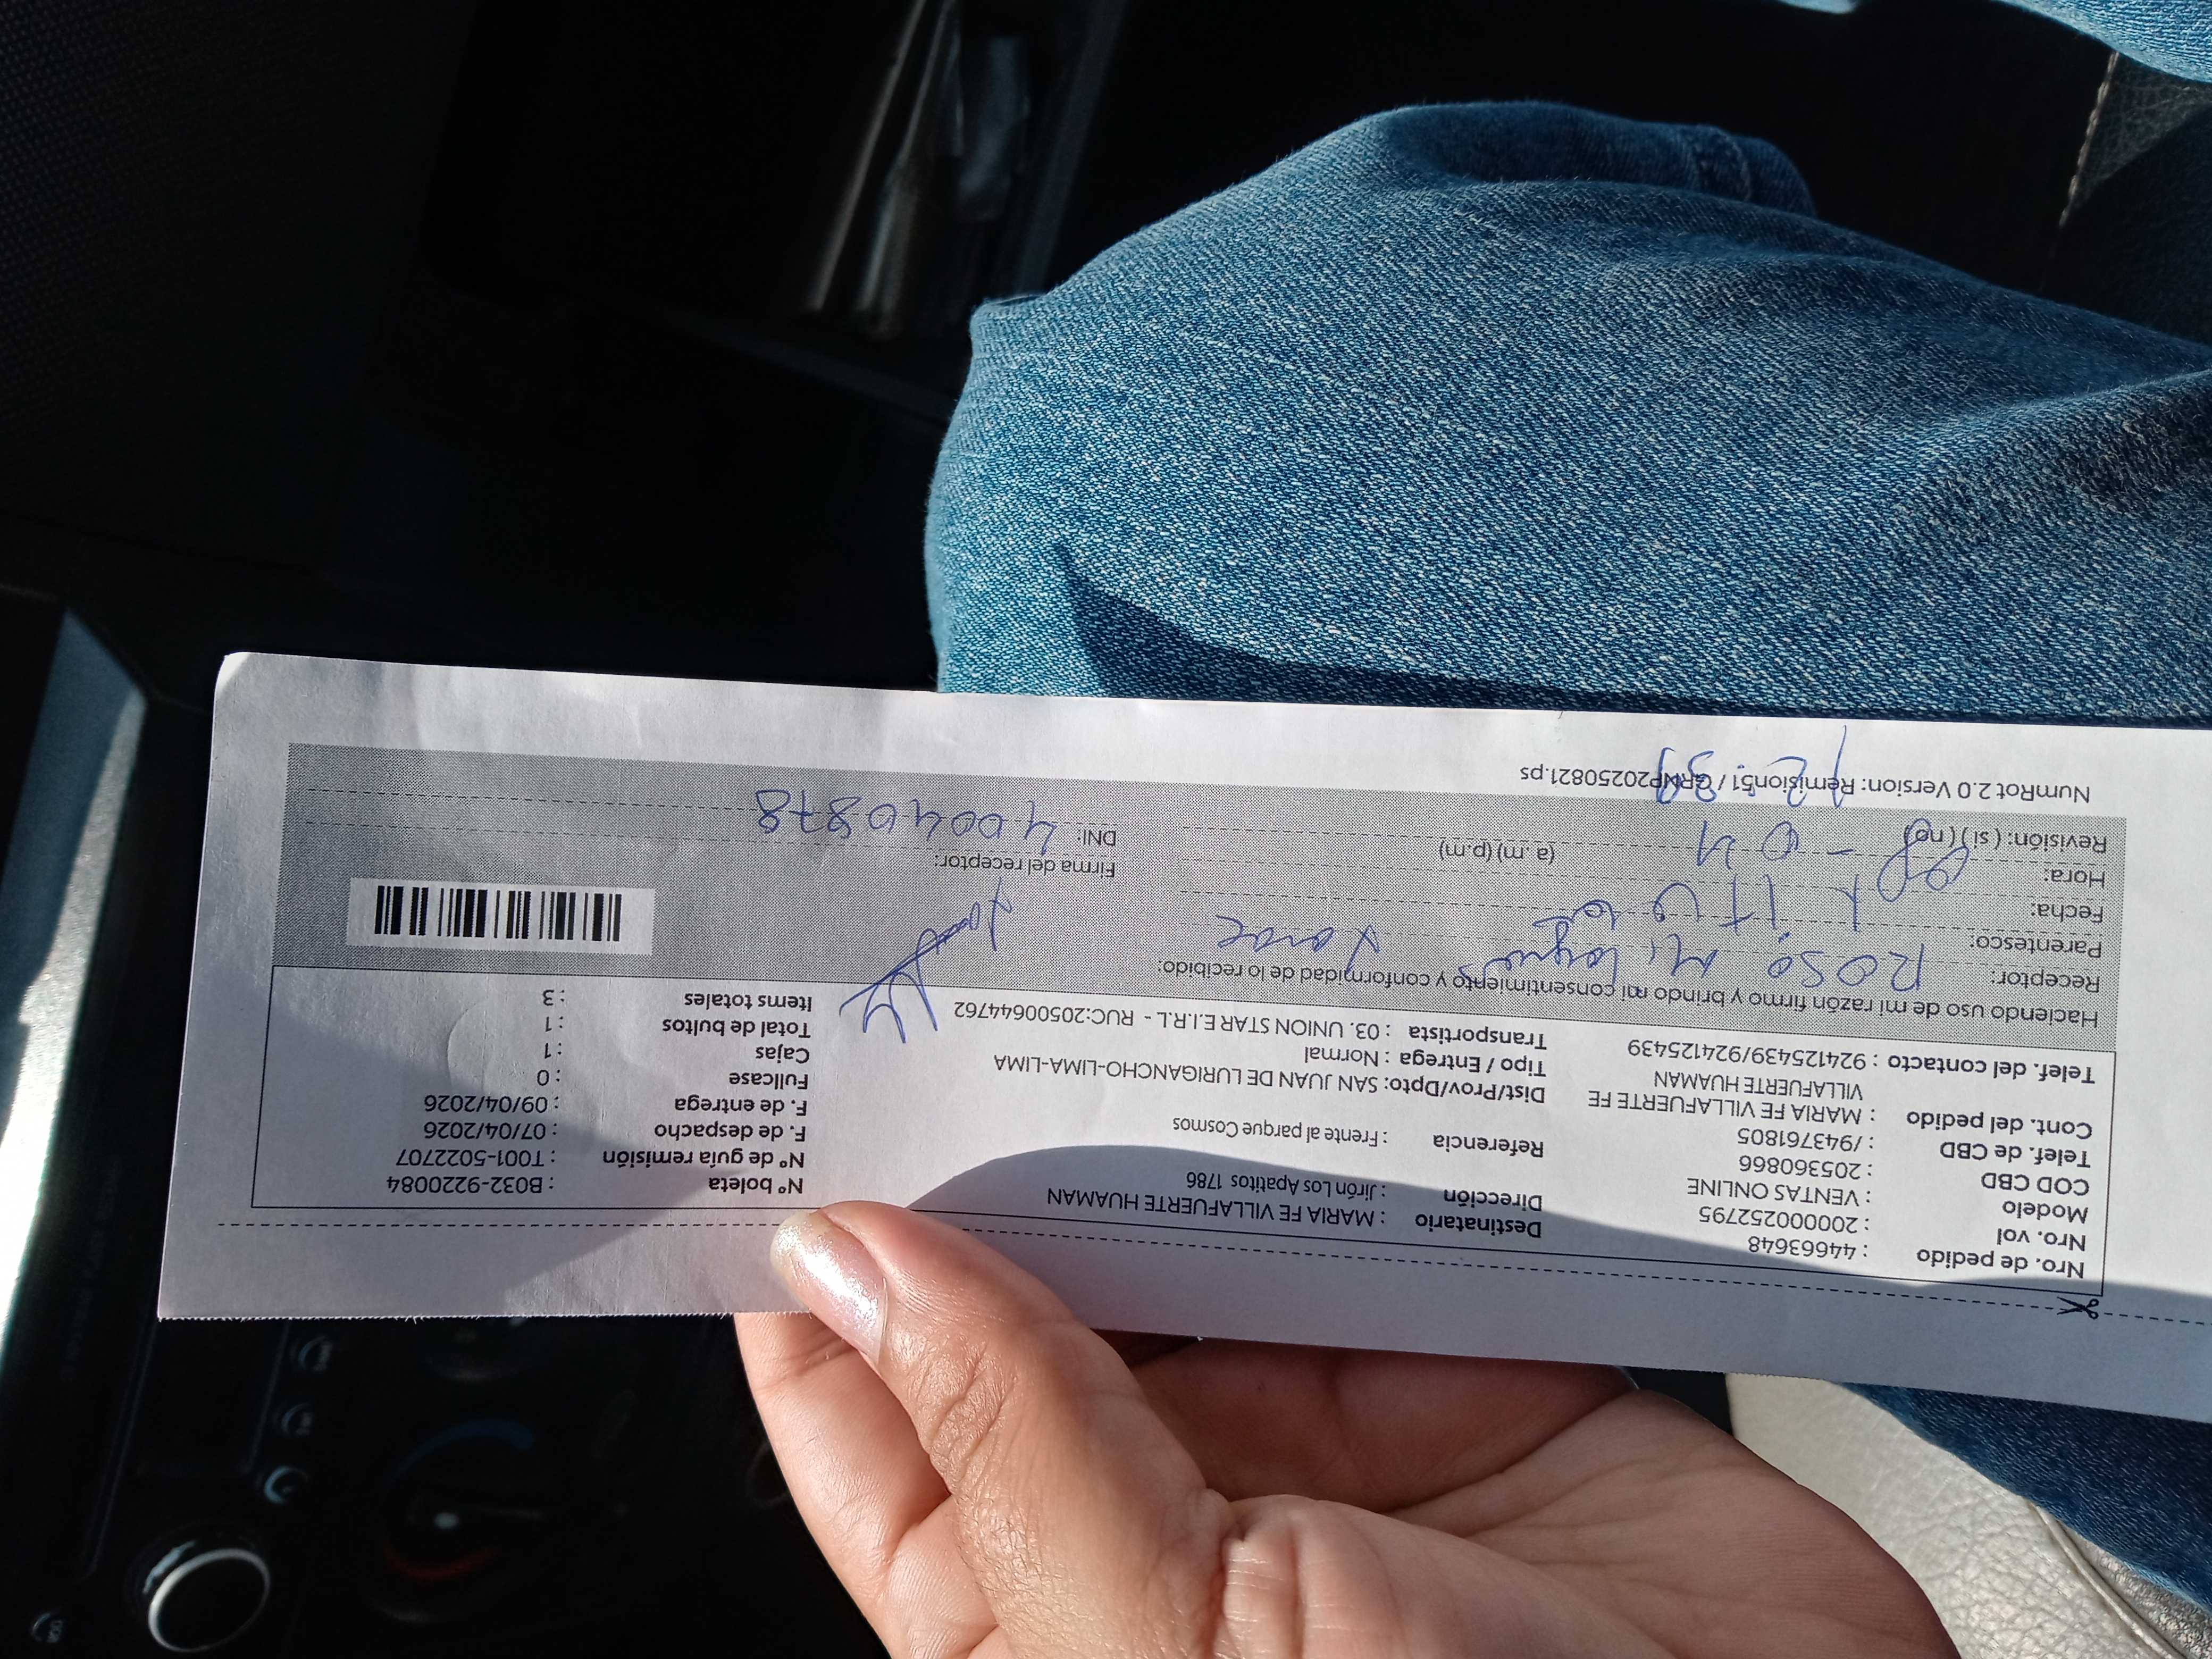 Nro. de pedido : 44663648
Nro. vol : 20000252795
Modelo : VENTAS ONLINE
COD CBD : 205360866
Telef. de CBD : /943761805
Cont. del pedido : MARIA FE VILLAFUERTE FE
VILLAFUERTE HUAMAN
Telef. del contacto : 924125439/924125439
Destinatario : MARIA FE VILLAFUERTE HUAMAN
Dirección : Jirón Los Apatitos 1786
Referencia : Frente al parque Cosmos
Dist/Prov/Dpto: SAN JUAN DE LURIGANCHO-LIMA-LIMA
Tipo / Entrega : Normal
Transportista : 03. UNION STAR E.I.R.L - RUC:20500644762
Nº boleta : B032-9220084
Nº de guía remisión : T001-5022707
F. de despacho : 07/04/2026
F. de entrega : 09/04/2026
Fullcase : 0
Cajas : 1
Total de bultos : 1
Items totales : 3
Haciendo uso de mi razón firmo y brindo mi consentimiento y conformidad de lo recibido:
Receptor: Rosa Milagros
Parentesco:
Fecha: 08-04
Hora: (a.m) (p.m)
Revisión: ( si ) ( no )
Firma del receptor:
DNI: 40040878
NumRot 2.0 Version: Remision51 / GRNP20250821.ps